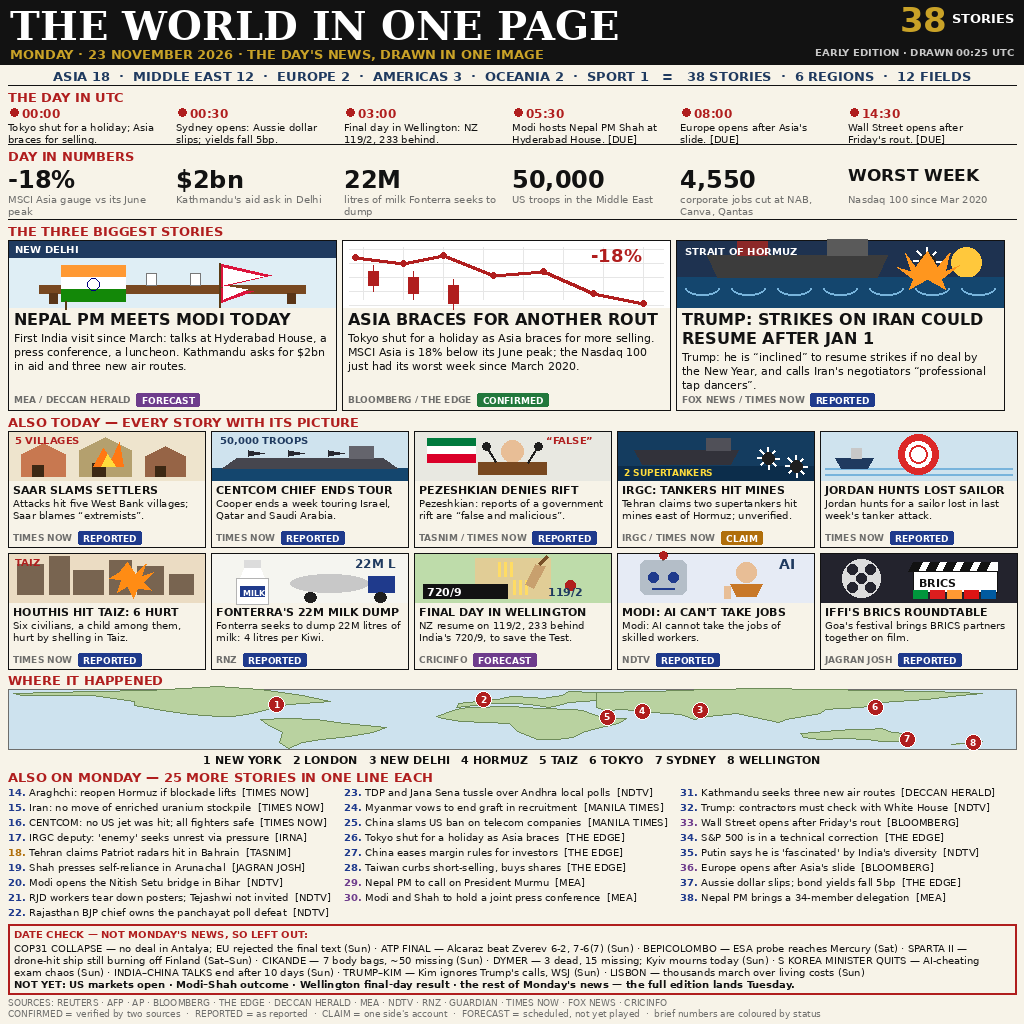 THE WORLD IN ONE PAGE
38 STORIES
MONDAY · 23 NOVEMBER 2026 · THE DAY'S NEWS, DRAWN IN ONE IMAGE
EARLY EDITION · DRAWN 00:25 UTC
ASIA 18 · MIDDLE EAST 12 · EUROPE 2 · AMERICAS 3 · OCEANIA 2 · SPORT 1 = 38 STORIES · 6 REGIONS · 12 FIELDS
THE DAY IN UTC
00:00
Tokyo shut for a holiday; Asia
braces for selling.
00:30
Sydney opens: Aussie dollar
slips; yields fall 5bp.
03:00
Final day in Wellington: NZ
119/2, 233 behind.
05:30
Modi hosts Nepal PM Shah at
Hyderabad House. [DUE]
08:00
Europe opens after Asia's
slide. [DUE]
14:30
Wall Street opens after
Friday's rout. [DUE]
DAY IN NUMBERS
-18%
MSCI Asia gauge vs its June
peak
$2bn
Kathmandu's aid ask in Delhi
22M
litres of milk Fonterra seeks to
dump
50,000
US troops in the Middle East
4,550
corporate jobs cut at NAB,
Canva, Qantas
WORST WEEK
Nasdaq 100 since Mar 2020
THE THREE BIGGEST STORIES
NEW DELHI
NEPAL PM MEETS MODI TODAY
First India visit since March: talks at Hyderabad House, a
press conference, a luncheon. Kathmandu asks for $2bn
in aid and three new air routes.
MEA / DECCAN HERALD FORECAST
-18%
ASIA BRACES FOR ANOTHER ROUT
Tokyo shut for a holiday as Asia braces for more selling.
MSCI Asia is 18% below its June peak; the Nasdaq 100
just had its worst week since March 2020.
BLOOMBERG / THE EDGE CONFIRMED
STRAIT OF HORMUZ
TRUMP: STRIKES ON IRAN COULD
RESUME AFTER JAN 1
Trump: he is “inclined” to resume strikes if no deal by
the New Year, and calls Iran's negotiators “professional
tap dancers”.
FOX NEWS / TIMES NOW REPORTED
ALSO TODAY — EVERY STORY WITH ITS PICTURE
5 VILLAGES
SAAR SLAMS SETTLERS
Attacks hit five West Bank villages;
Saar blames “extremists”.
TIMES NOW REPORTED
50,000 TROOPS
CENTCOM CHIEF ENDS TOUR
Cooper ends a week touring Israel,
Qatar and Saudi Arabia.
TIMES NOW REPORTED
“FALSE”
PEZESHKIAN DENIES RIFT
Pezeshkian: reports of a government
rift are “false and malicious”.
TASNIM / TIMES NOW REPORTED
2 SUPERTANKERS
IRGC: TANKERS HIT MINES
Tehran claims two supertankers hit
mines east of Hormuz; unverified.
IRGC / TIMES NOW CLAIM
JORDAN HUNTS LOST SAILOR
Jordan hunts for a sailor lost in last
week's tanker attack.
TIMES NOW REPORTED
TAIZ
HOUTHIS HIT TAIZ: 6 HURT
Six civilians, a child among them,
hurt by shelling in Taiz.
TIMES NOW REPORTED
MILK
22M L
FONTERRA'S 22M MILK DUMP
Fonterra seeks to dump 22M litres of
milk: 4 litres per Kiwi.
RNZ REPORTED
720/9
119/2
FINAL DAY IN WELLINGTON
NZ resume on 119/2, 233 behind
India's 720/9, to save the Test.
CRICINFO FORECAST
AI
MODI: AI CAN'T TAKE JOBS
Modi: AI cannot take the jobs of
skilled workers.
NDTV REPORTED
BRICS
IFFI'S BRICS ROUNDTABLE
Goa's festival brings BRICS partners
together on film.
JAGRAN JOSH REPORTED
WHERE IT HAPPENED
1
2
3
4
5
6
7
8
1 NEW YORK 2 LONDON 3 NEW DELHI 4 HORMUZ 5 TAIZ 6 TOKYO 7 SYDNEY 8 WELLINGTON
ALSO ON MONDAY — 25 MORE STORIES IN ONE LINE EACH
14. Araghchi: reopen Hormuz if blockade lifts [TIMES NOW]
15. Iran: no move of enriched uranium stockpile [TIMES NOW]
16. CENTCOM: no US jet was hit; all fighters safe [TIMES NOW]
17. IRGC deputy: 'enemy' seeks unrest via pressure [IRNA]
18. Tehran claims Patriot radars hit in Bahrain [TASNIM]
19. Shah presses self-reliance in Arunachal [JAGRAN JOSH]
20. Modi opens the Nitish Setu bridge in Bihar [NDTV]
21. RJD workers tear down posters; Tejashwi not invited [NDTV]
22. Rajasthan BJP chief owns the panchayat poll defeat [NDTV]
23. TDP and Jana Sena tussle over Andhra local polls [NDTV]
24. Myanmar vows to end graft in recruitment [MANILA TIMES]
25. China slams US ban on telecom companies [MANILA TIMES]
26. Tokyo shut for a holiday as Asia braces [THE EDGE]
27. China eases margin rules for investors [THE EDGE]
28. Taiwan curbs short-selling, buys shares [THE EDGE]
29. Nepal PM to call on President Murmu [MEA]
30. Modi and Shah to hold a joint press conference [MEA]
31. Kathmandu seeks three new air routes [DECCAN HERALD]
32. Trump: contractors must check with White House [NDTV]
33. Wall Street opens after Friday's rout [BLOOMBERG]
34. S&P 500 is in a technical correction [THE EDGE]
35. Putin says he is 'fascinated' by India's diversity [NDTV]
36. Europe opens after Asia's slide [BLOOMBERG]
37. Aussie dollar slips; bond yields fall 5bp [THE EDGE]
38. Nepal PM brings a 34-member delegation [MEA]
DATE CHECK — NOT MONDAY'S NEWS, SO LEFT OUT:
COP31 COLLAPSE — no deal in Antalya; EU rejected the final text (Sun) · ATP FINAL — Alcaraz beat Zverev 6-2, 7-6(7) (Sun) · BEPICOLOMBO — ESA probe reaches Mercury (Sat) · SPARTA II —
drone-hit ship still burning off Finland (Sat–Sun) · CIKANDE — 7 body bags, ~50 missing (Sun) · DYMER — 3 dead, 15 missing; Kyiv mourns today (Sun) · S KOREA MINISTER QUITS — AI-cheating
exam chaos (Sun) · INDIA–CHINA TALKS end after 10 days (Sun) · TRUMP–KIM — Kim ignores Trump's calls, WSJ (Sun) · LISBON — thousands march over living costs (Sun)
NOT YET: US markets open · Modi–Shah outcome · Wellington final-day result · the rest of Monday's news — the full edition lands Tuesday.
SOURCES: REUTERS · AFP · AP · BLOOMBERG · THE EDGE · DECCAN HERALD · MEA · NDTV · RNZ · GUARDIAN · TIMES NOW · FOX NEWS · CRICINFO
CONFIRMED = verified by two sources · REPORTED = as reported · CLAIM = one side's account · FORECAST = scheduled, not yet played · brief numbers are coloured by status